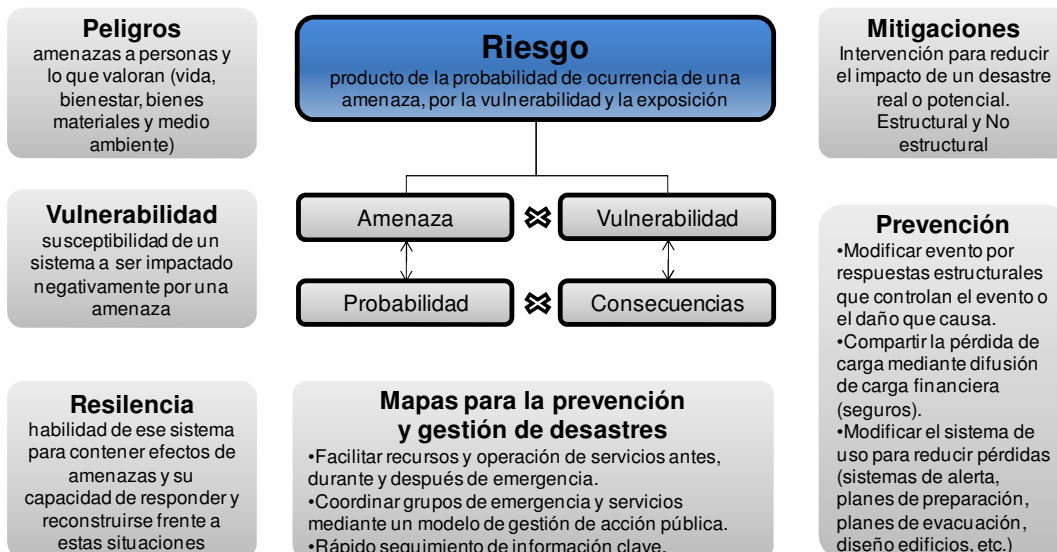 Peligros
amenazas a personas y
lo que valoran (vida,
bienestar, bienes
materiales y medio
ambiente)
Riesgo
producto de la probabilidad de ocurrencia de una
amenaza, por la vulnerabilidad y la exposición
Mitigaciones
Intervención para reducir
el impacto de un desastre
real o potencial.
Estructural y No
estructural
Vulnerabilidad
susceptibilidad de un
sistema a ser impactado
negativamente por una
amenaza
Amenaza
Vulnerabilidad
Probabilidad
Consecuencias
Prevención
•Modificar evento por
respuestas estructurales
que controlan el evento o
el daño que causa.
•Compartir la pérdida de
carga mediante difusión
de carga financiera
(seguros).
•Modificar el sistema de
uso para reducir pérdidas
(sistemas de alerta,
planes de preparación,
planes de evacuación,
diseño edificios, etc.)
Resilencia
habilidad de ese sistema
para contener efectos de
amenazas y su
capacidad de responder y
reconstruirse frente a
estas situaciones
Mapas para la prevención
y gestión de desastres
•Facilitar recursos y operación de servicios antes,
durante y después de emergencia.
•Coordinar grupos de emergencia y servicios
mediante un modelo de gestión de acción pública.
•Rápido seguimiento de información clave.